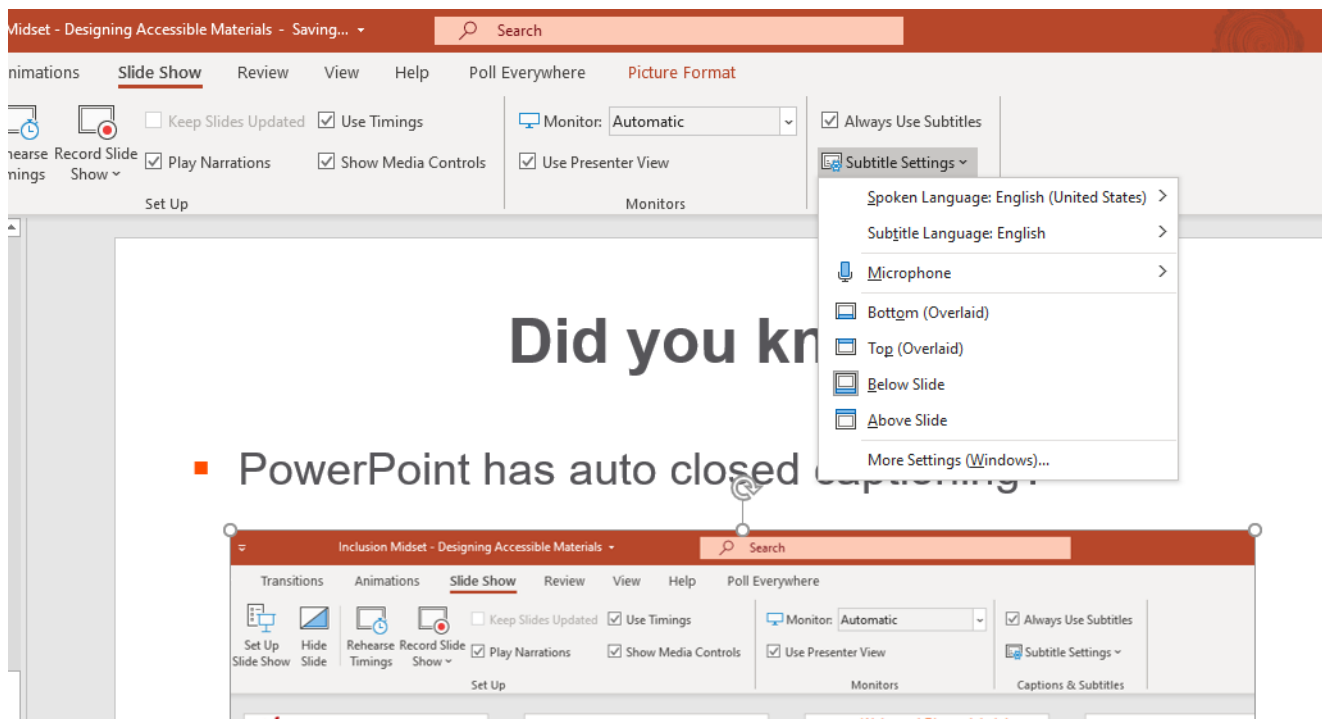 Midset - Designing Accessible Materials - Saving...
Search
nimations Slide Show Review View Help Poll Everywhere Picture Format
Keep Slides Updated Use Timings Monitor: Automatic Always Use Subtitles
hearse Record Slide Play Narrations Show Media Controls Use Presenter View Subtitle Settings
mings Show
Set Up Monitors
Spoken Language: English (United States)
Subtitle Language: English
Microphone
Bottom (Overlaid)
Top (Overlaid)
Below Slide
Above Slide
More Settings (Windows)...
Did you kn
PowerPoint has auto closed captioning?
Inclusion Midset - Designing Accessible Materials Search
Transitions Animations Slide Show Review View Help Poll Everywhere
Keep Slides Updated Use Timings Monitor: Automatic Always Use Subtitles
Set Up Hide Rehearse Record Slide Play Narrations Show Media Controls Use Presenter View Subtitle Settings
Slide Show Slide Timings Show
Set Up Monitors Captions & Subtitles